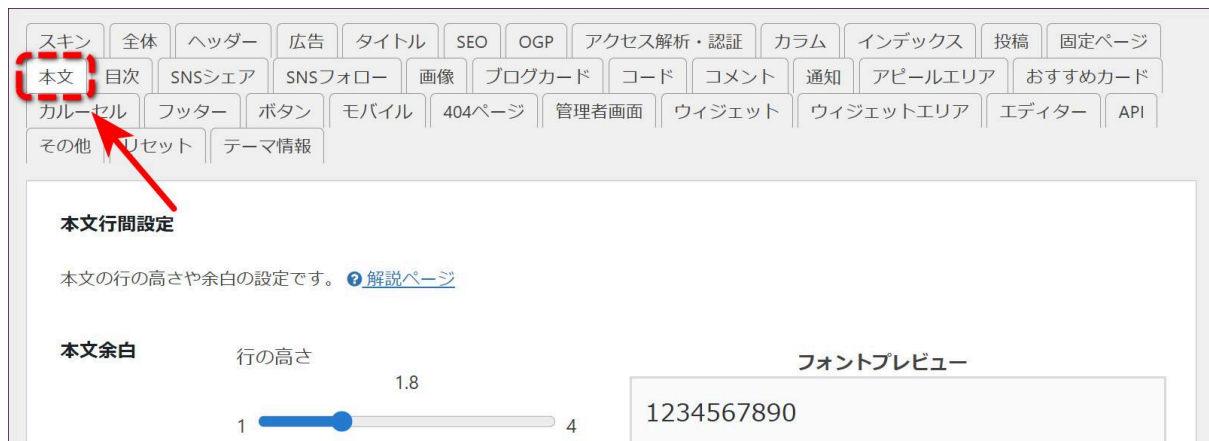 スキン 全体 ヘッダー 広告 タイトル SEO OGP アクセス解析・認証 カラム インデックス 投稿 固定ページ
本文 目次 SNSシェア SNSフォロー 画像 ブログカード コード コメント 通知 アピールエリア おすすめカード
カルーセル フッター ボタン モバイル 404ページ 管理者画面 ウィジェット ウィジェットエリア エディター API
その他 リセット テーマ情報
本文行間設定
本文の行の高さや余白の設定です。 解説ページ
本文余白 行の高さ フォントプレビュー
1.8
1 4 1234567890